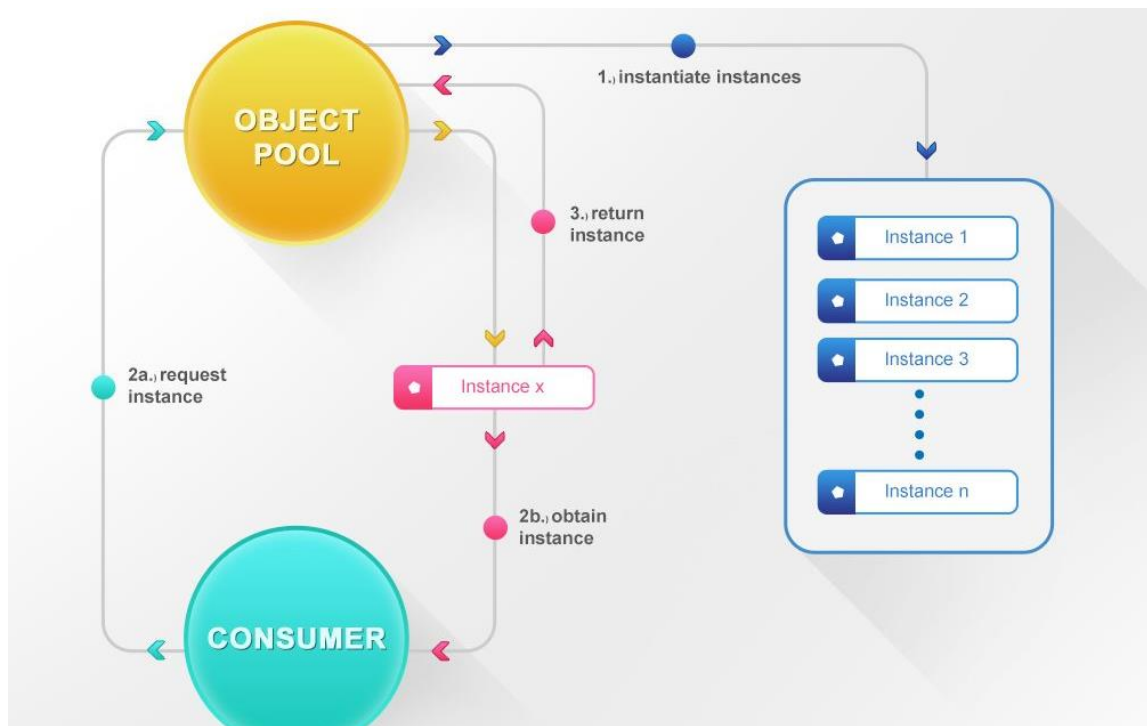 1.) instantiate instances
OBJECT
POOL
3.) return
instance
Instance 1
Instance 2
Instance 3
2a.) request
instance
Instance x
Instance n
2b.) obtain
instance
CONSUMER